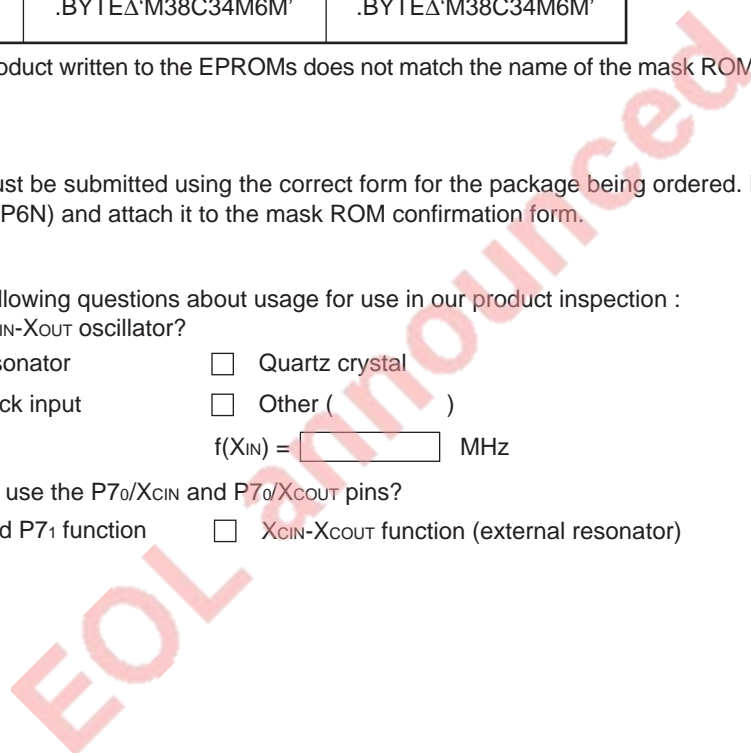 .BYTE∆‘M38C34M6M’ .BYTE∆‘M38C34M6M’
oduct written to the EPROMs does not match the name of the mask ROM
ust be submitted using the correct form for the package being ordered.
P6N) and attach it to the mask ROM confirmation form.
llowing questions about usage for use in our product inspection :
IN-XOUT oscillator?
sonator □ Quartz crystal
ck input □ Other ( )
f(XIN) = MHz
use the P70/XCIN and P70/XCOUT pins?
d P71 function □ XCIN-XCOUT function (external resonator)
EOL announced